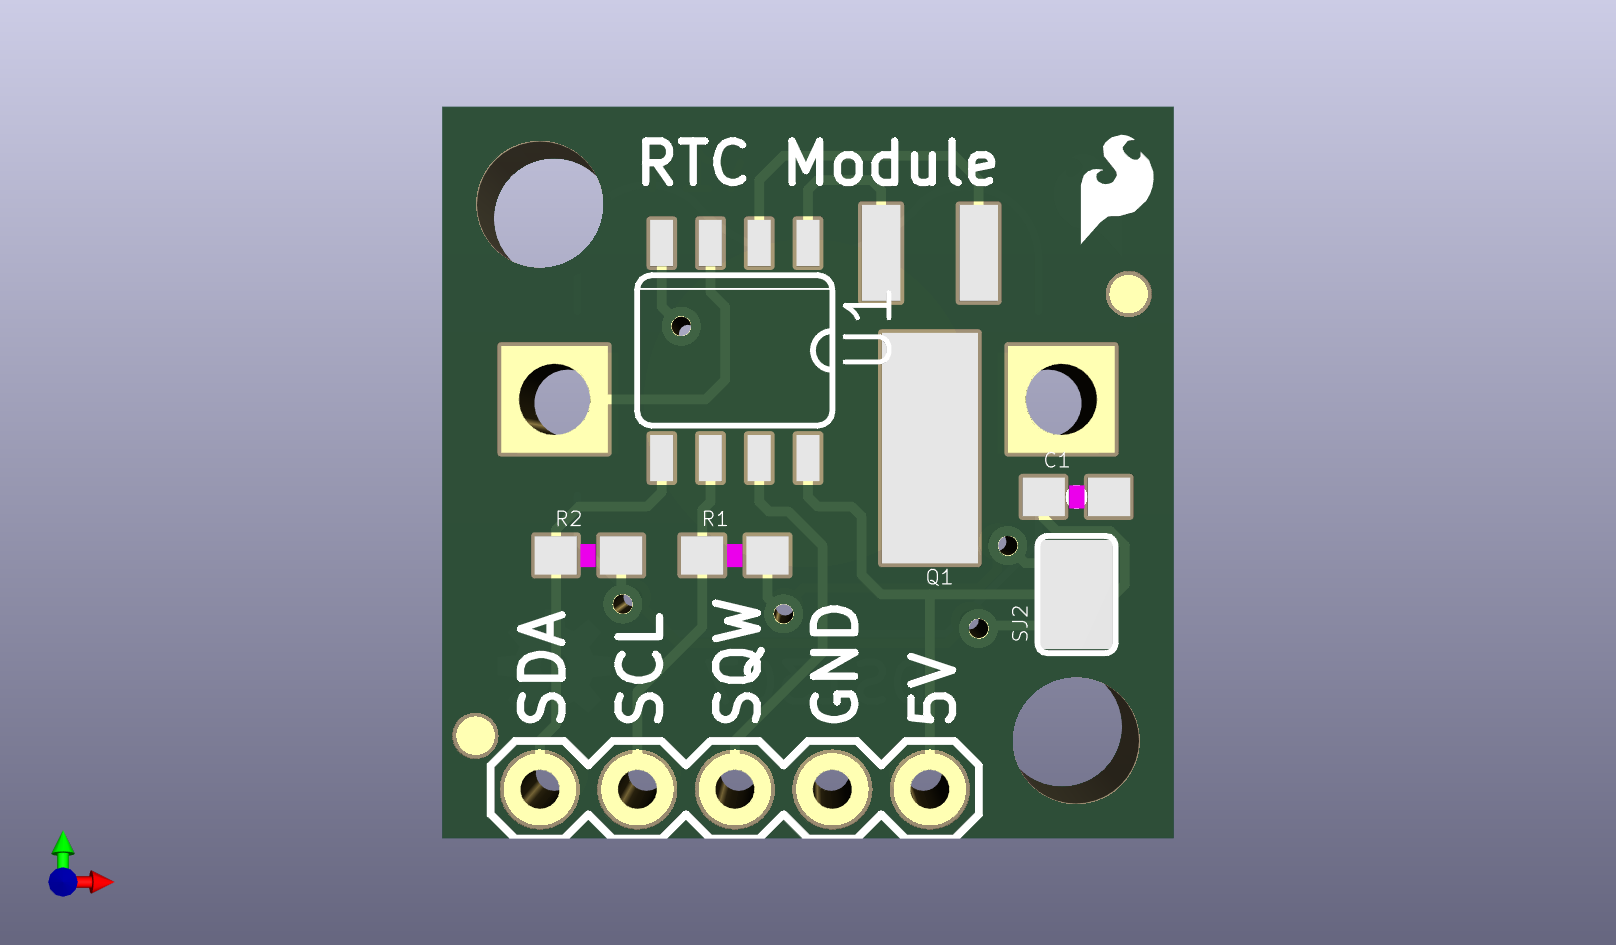 RTC Module
U1
C1
R2
R1
Q1
SJ2
SDA
SCL
SQW
GND
5V